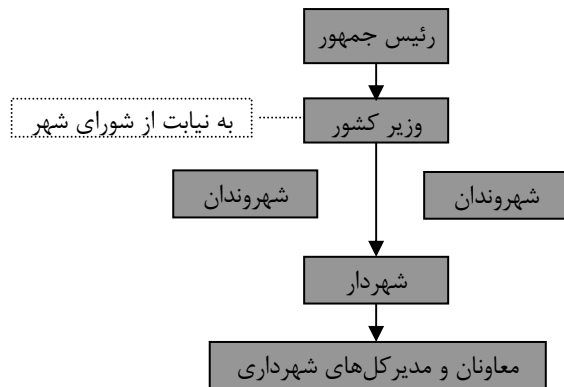 رئیس جمهور
وزیر کشور
به نیابت از شورای شهر
شهروندان
شهروندان
شهردار
معاونان و مدیرکل‌های شهرداری